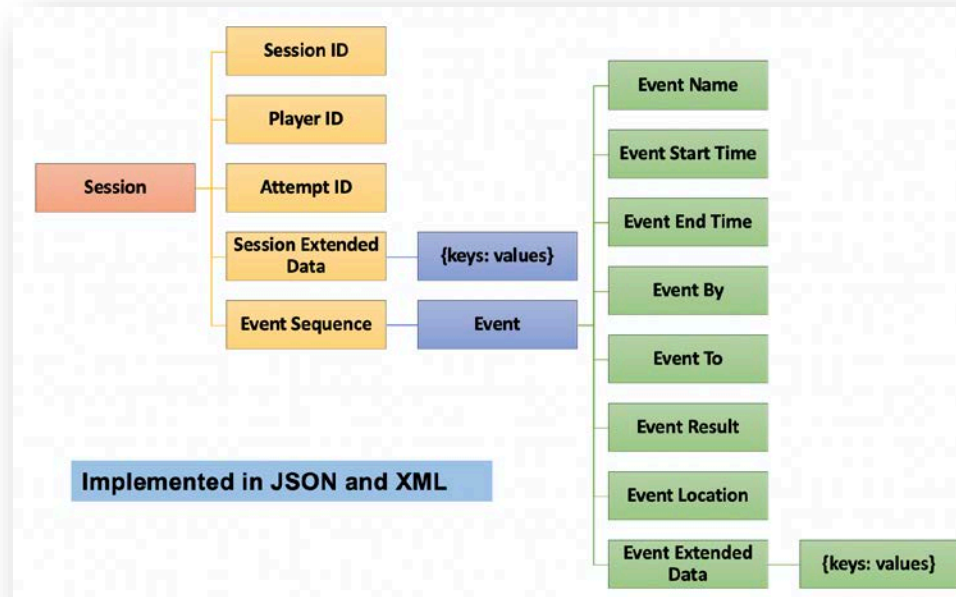 Session
Session ID
Player ID
Attempt ID
Session Extended
Data
{keys: values}
Event Sequence
Event
Event Name
Event Start Time
Event End Time
Event By
Event To
Event Result
Event Location
Event Extended
Data
{keys: values}
Implemented in JSON and XML